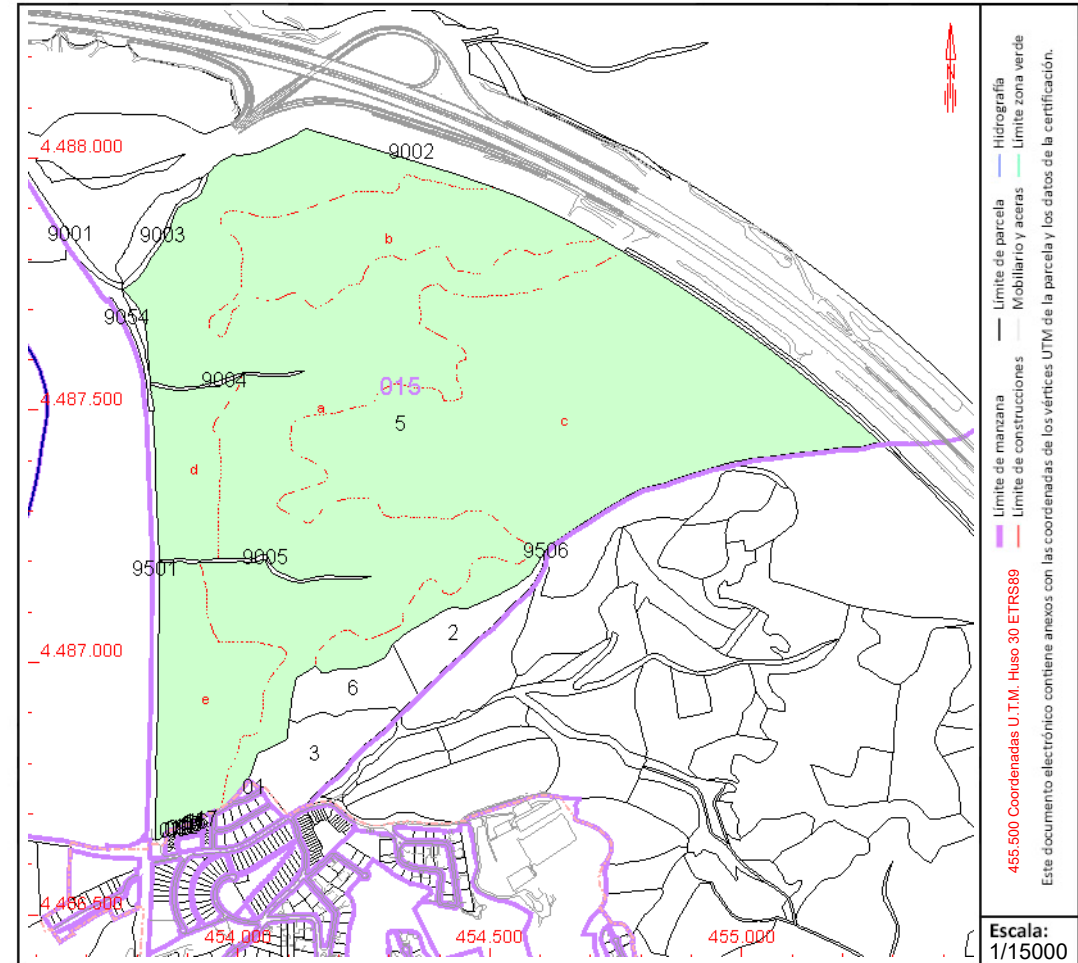 4.488.000
9002
9001
9003
b
9054
9004
015
4.487.500
a
5
c
d
9506
9005
9501
2
4.487.000
6
e
3
01
4.486.500
454.000
454.500
455.000
N
Hidrografía
Límite zona verde
Límite de parcela
Mobiliario y aceras
Límite de manzana
Límite de construcciones
455.500 Coordenadas U.T.M. Huso 30 ETRS89
Este documento electrónico contiene anexos con las coordenadas de los vértices UTM de la parcela y los datos de la certificación.
Escala:
1/15000